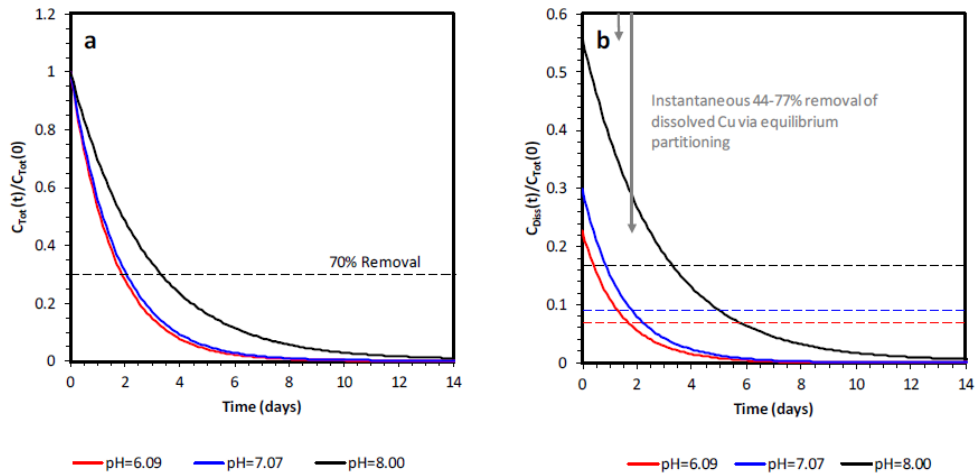 a
C_Tot(t)/C_Tot(0)
1.2
1
0.8
0.6
0.4
0.2
0
70% Removal
0 2 4 6 8 10 12 14
Time (days)
pH=6.09 pH=7.07 pH=8.00
b
C_Diss(t)/C_Tot(0)
0.6
0.5
0.4
0.3
0.2
0.1
0
Instantaneous 44-77% removal of
dissolved Cu via equilibrium
partitioning
0 2 4 6 8 10 12 14
Time (days)
pH=6.09 pH=7.07 pH=8.00